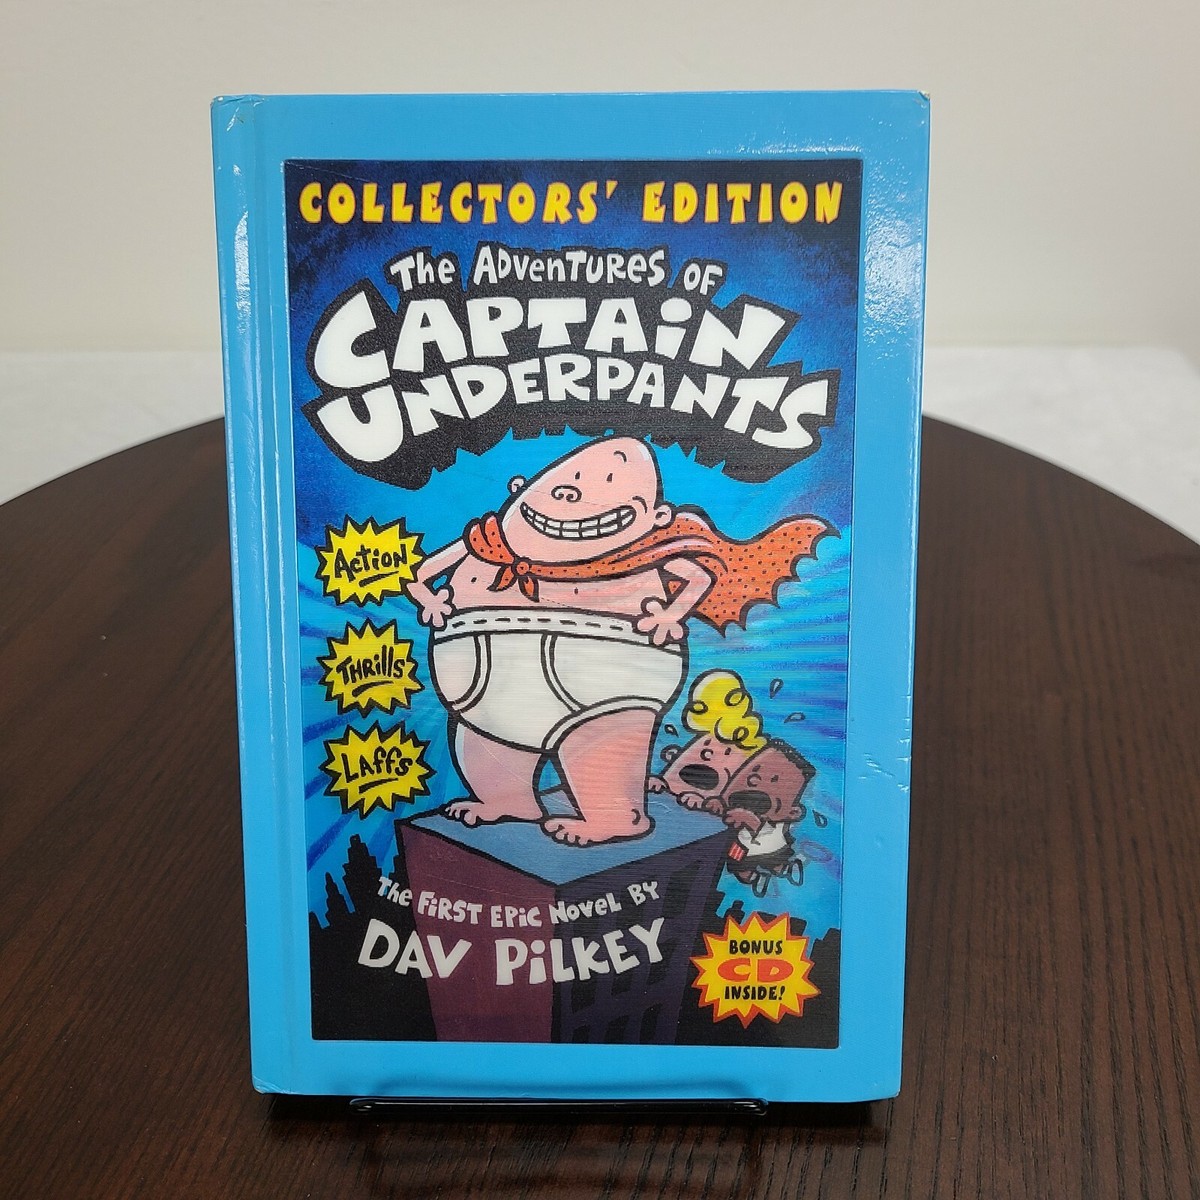 COLLECTORS' EDITION
The Adventures of
Captain
Underpants
Action
Thrills
Laffs
The First Epic Novel by
Dav Pilkey
BONUS
CD
INSIDE!